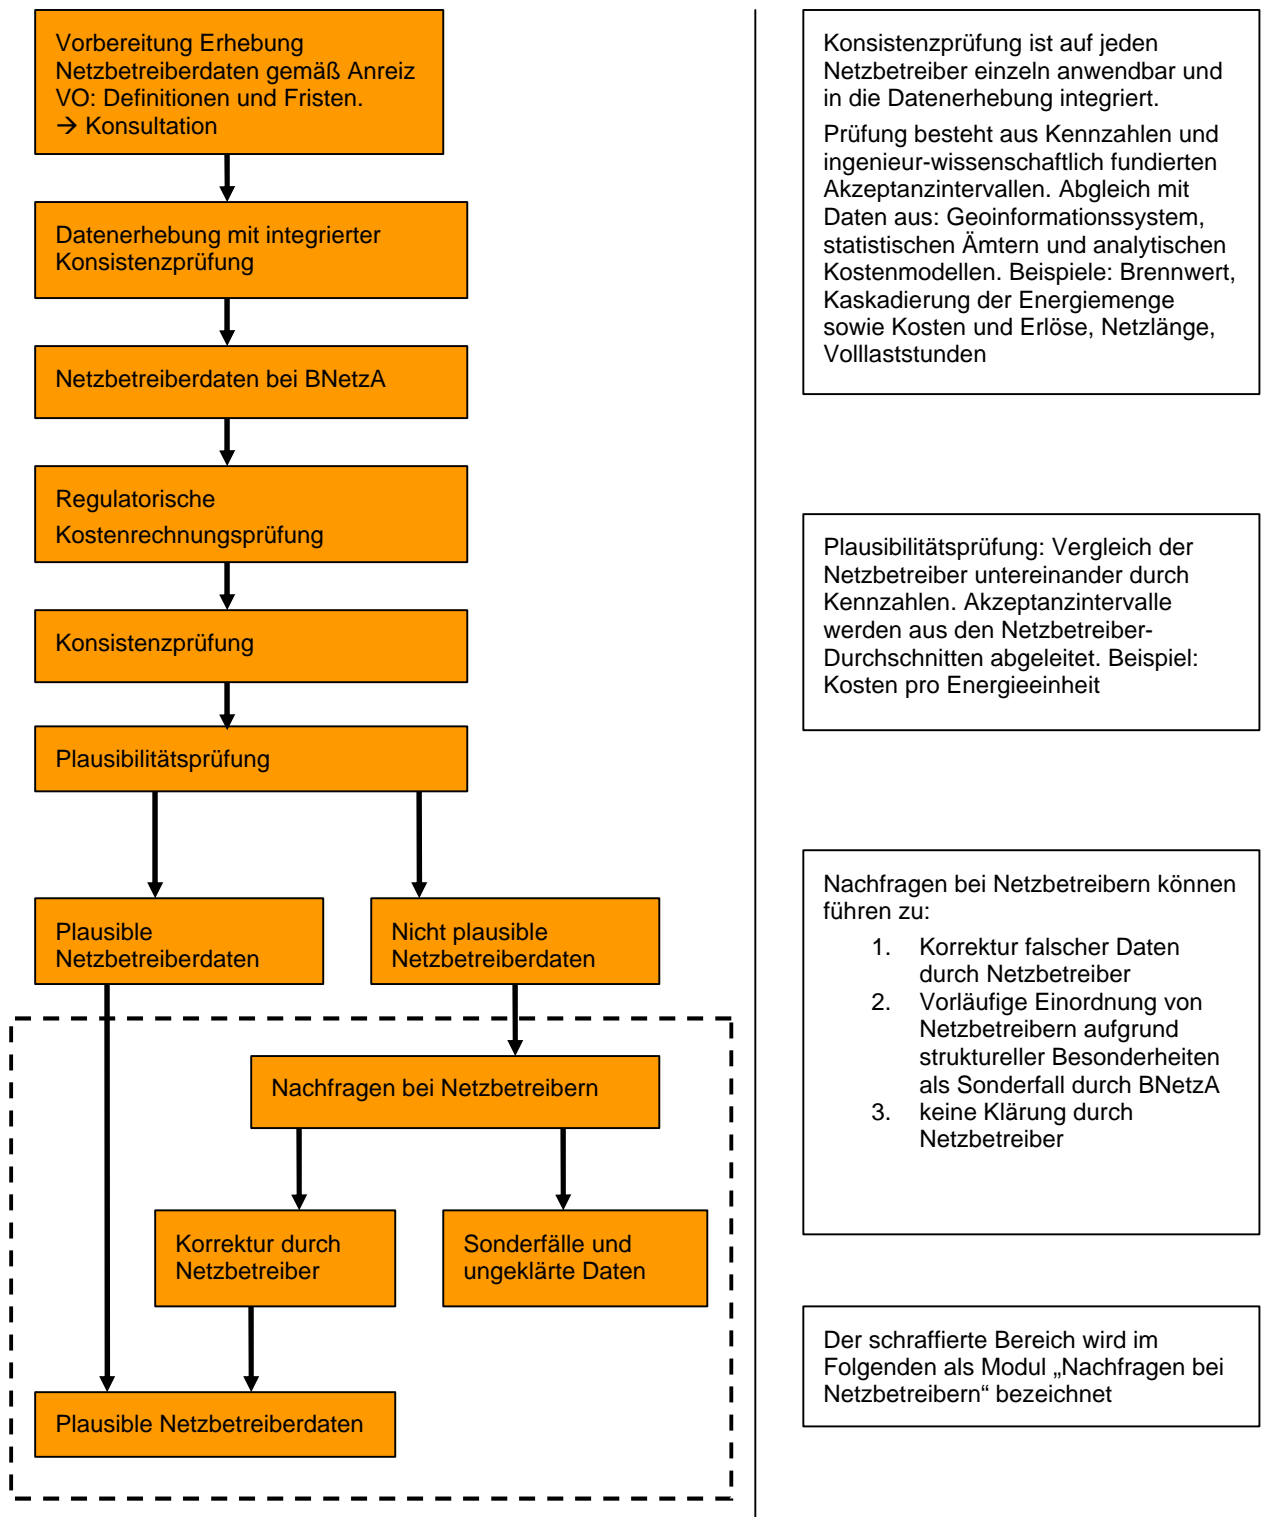 Vorbereitung Erhebung
Netzbetreiberdaten gemäß Anreiz
VO: Definitionen und Fristen.
→ Konsultation
Datenerhebung mit integrierter
Konsistenzprüfung
Netzbetreiberdaten bei BNetzA
Regulatorische
Kostenrechnungsprüfung
Konsistenzprüfung
Plausibilitätsprüfung
Plausible
Netzbetreiberdaten
Nicht plausible
Netzbetreiberdaten
Nachfragen bei Netzbetreibern
Korrektur durch
Netzbetreiber
Sonderfälle und
ungeklärte Daten
Plausible Netzbetreiberdaten
Konsistenzprüfung ist auf jeden
Netzbetreiber einzeln anwendbar und
in die Datenerhebung integriert.
Prüfung besteht aus Kennzahlen und
ingenieur-wissenschaftlich fundierten
Akzeptanzintervallen. Abgleich mit
Daten aus: Geoinformationssystem,
statistischen Ämtern und analytischen
Kostenmodellen. Beispiele: Brennwert,
Kaskadierung der Energiemenge
sowie Kosten und Erlöse, Netzlänge,
Volllaststunden
Plausibilitätsprüfung: Vergleich der
Netzbetreiber untereinander durch
Kennzahlen. Akzeptanzintervalle
werden aus den Netzbetreiber-
Durchschnitten abgeleitet. Beispiel:
Kosten pro Energieeinheit
Nachfragen bei Netzbetreibern können
führen zu:
1. Korrektur falscher Daten
durch Netzbetreiber
2. Vorläufige Einordnung von
Netzbetreibern aufgrund
struktureller Besonderheiten
als Sonderfall durch BNetzA
3. keine Klärung durch
Netzbetreiber
Der schraffierte Bereich wird im
Folgenden als Modul „Nachfragen bei
Netzbetreibern“ bezeichnet